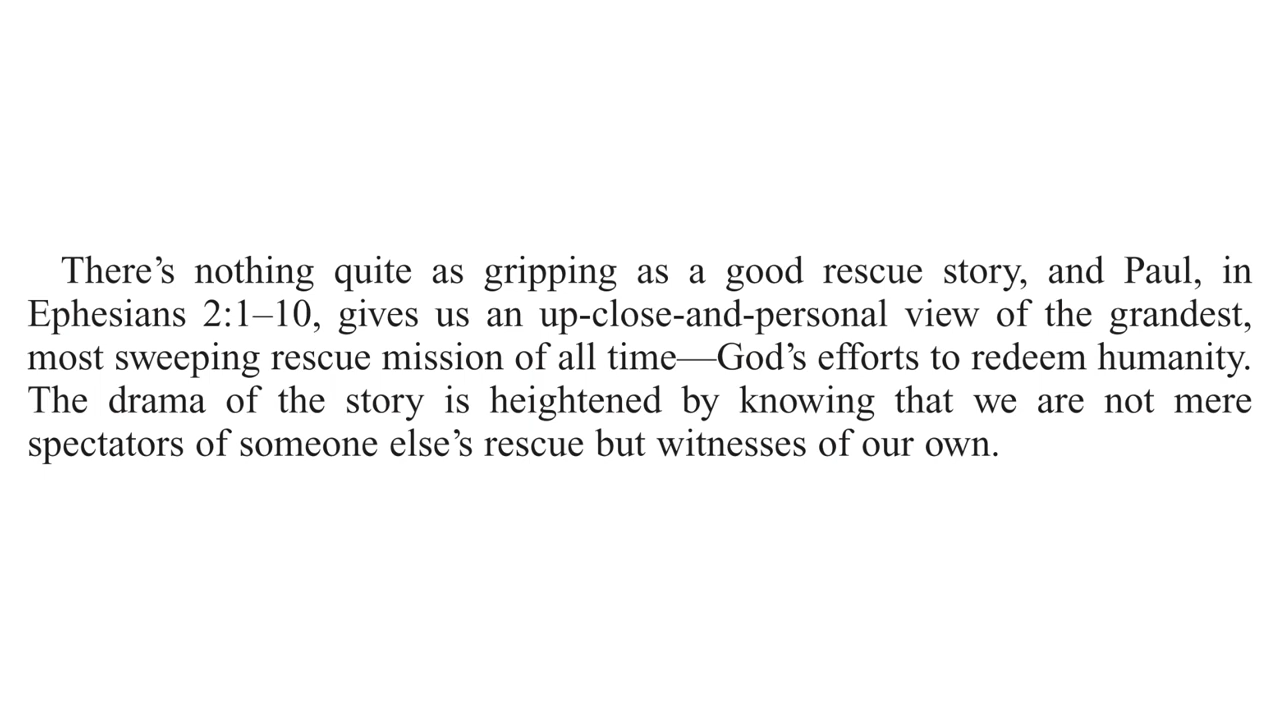 There’s nothing quite as gripping as a good rescue story, and Paul, in
Ephesians 2:1–10, gives us an up-close-and-personal view of the grandest,
most sweeping rescue mission of all time—God’s efforts to redeem humanity.
The drama of the story is heightened by knowing that we are not mere
spectators of someone else’s rescue but witnesses of our own.